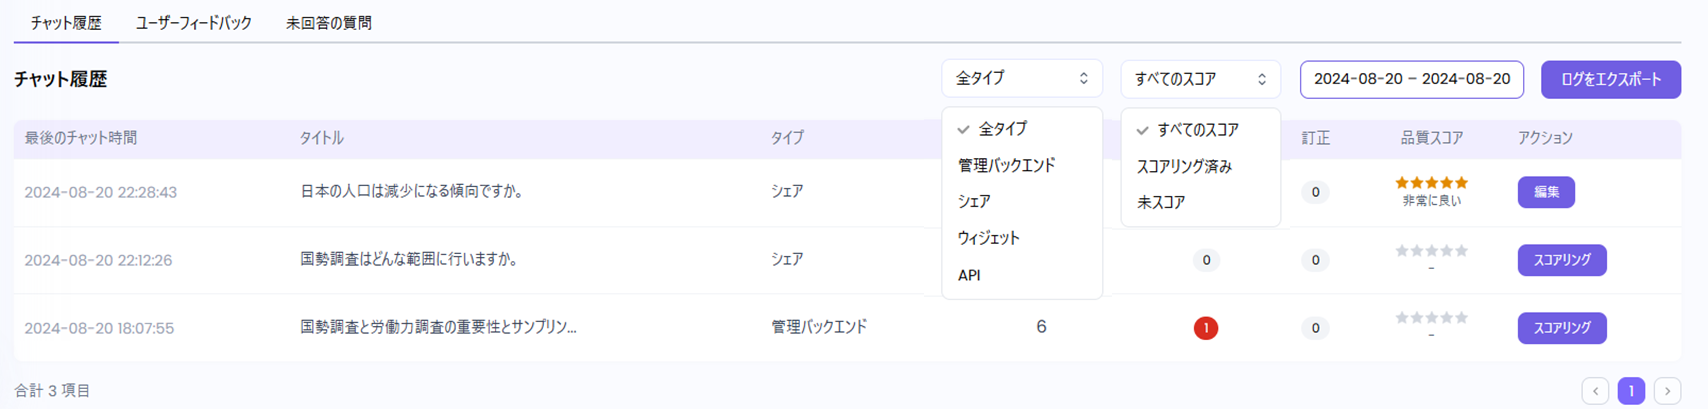 チャット履歴 ユーザーフィードバック 未回答の質問
チャット履歴 全タイプ すべてのスコア 2024-08-20 – 2024-08-20 ログをエクスポート
全タイプ
管理バックエンド
シェア
ウィジェット
API
すべてのスコア
スコアリング済み
未スコア
最後のチャット時間 タイトル タイプ 訂正 品質スコア アクション
2024-08-20 22:28:43 日本の人口は減少になる傾向ですか。 シェア 0 非常に良い 編集
2024-08-20 22:12:26 国勢調査はどんな範囲に行いますか。 シェア 0 0 - スコアリング
2024-08-20 18:07:55 国勢調査と労働力調査の重要性とサンプリン... 管理バックエンド 6 1 0 - スコアリング
合計 3 項目 < 1 >